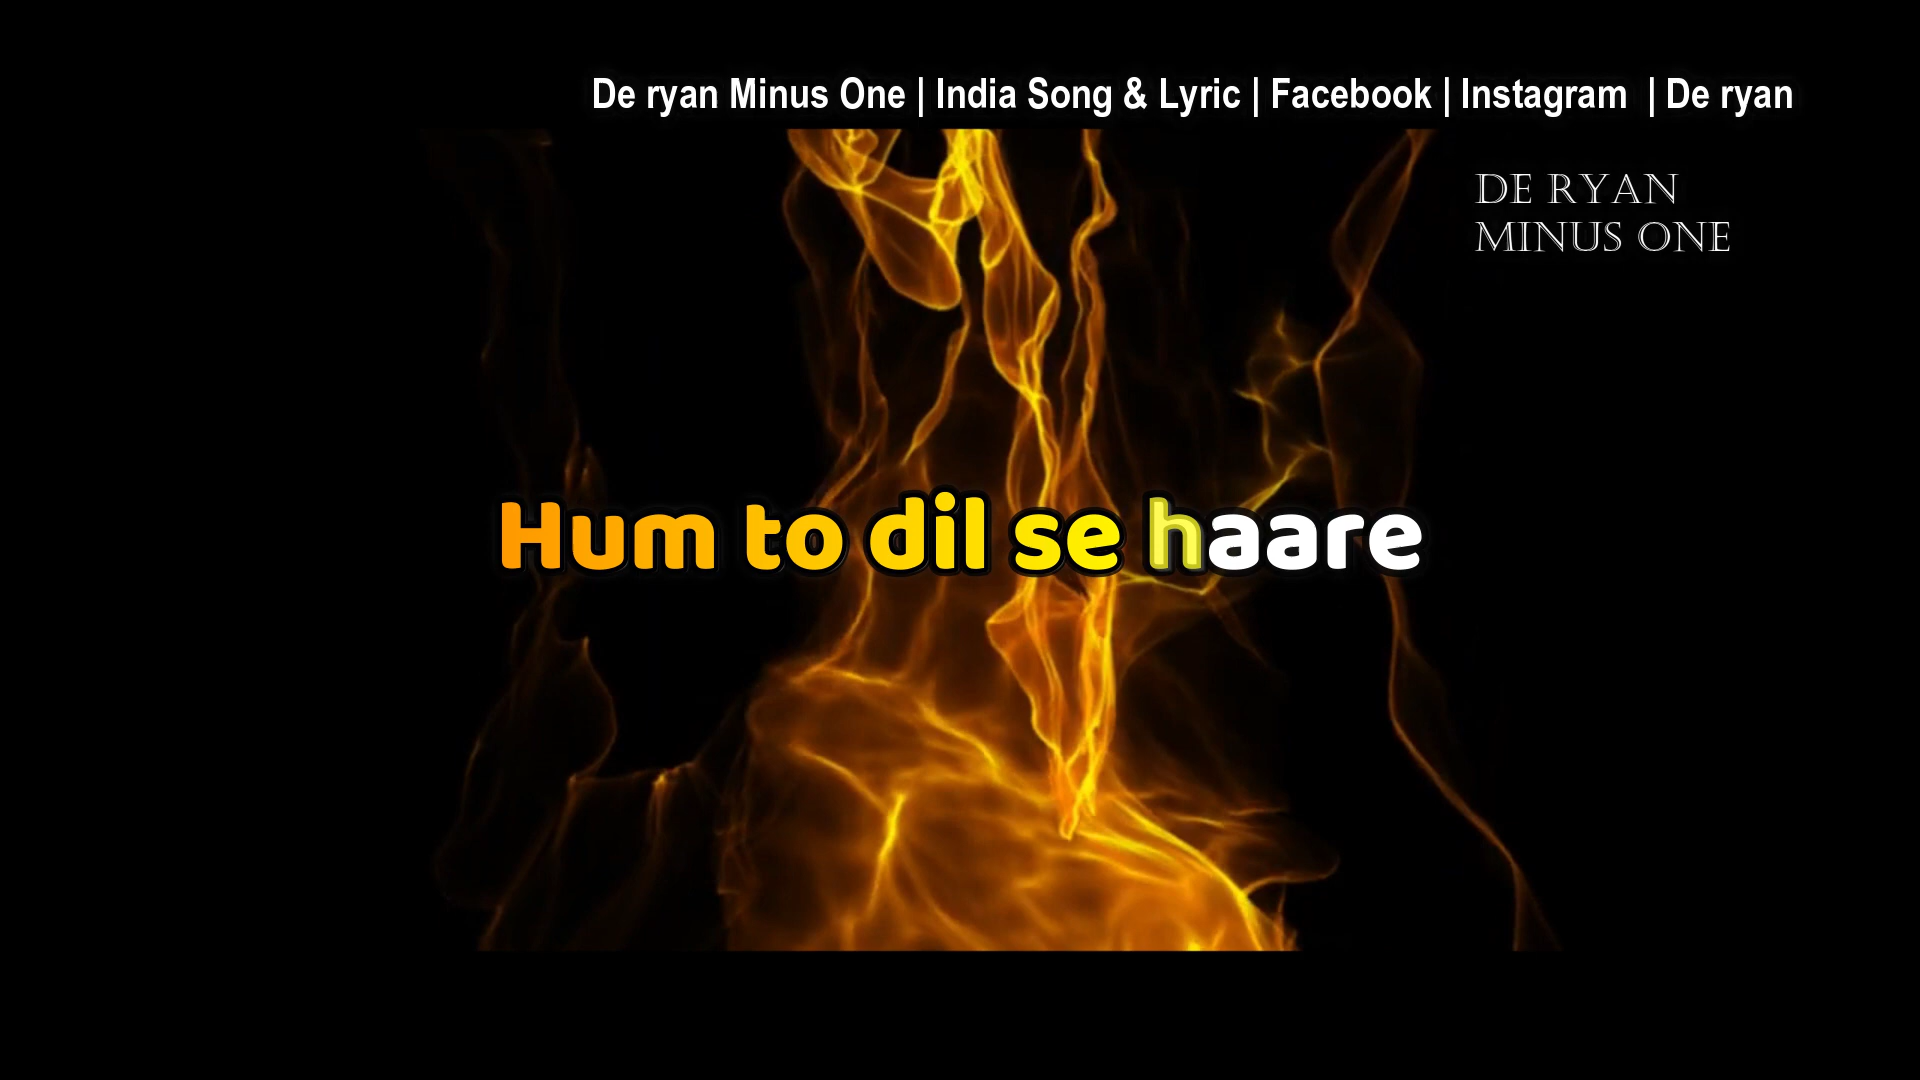 De ryan Minus One | India Song & Lyric | Facebook | Instagram | De ryan
DE RYAN
MINUS ONE
Hum to dil se haare